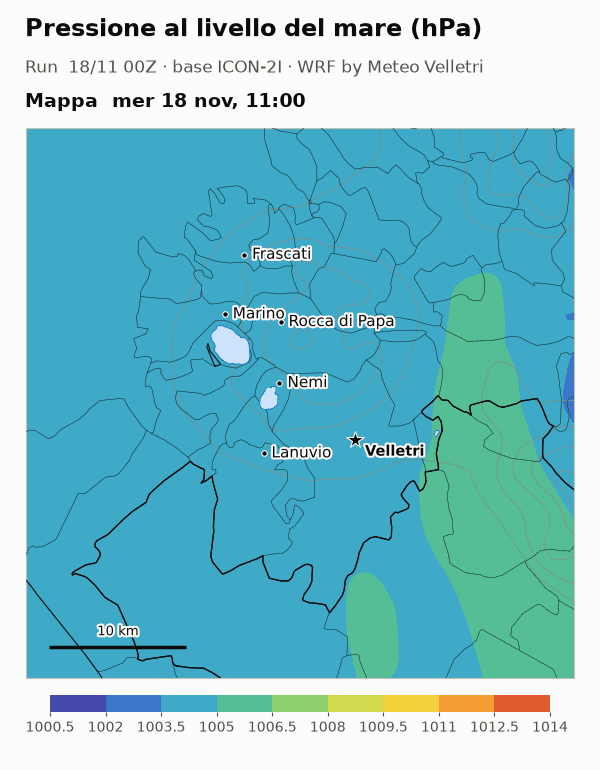 Pressione al livello del mare (hPa)
Run  18/11 00Z · base ICON-2I · WRF by Meteo Velletri
Mappa  mer 18 nov, 11:00
Frascati
Marino
Rocca di Papa
Nemi
Velletri
Lanuvio
10 km
1000.5 1002 1003.5 1005 1006.5 1008 1009.5 1011 1012.5 1014